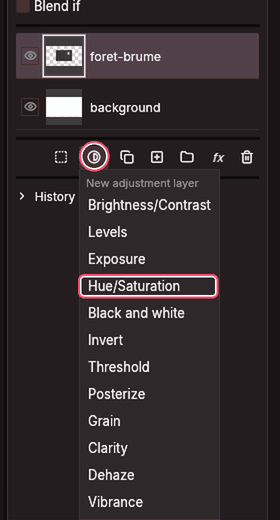 Blend if
foret-brume
background
fx
New adjustment layer
History
Brightness/Contrast
Levels
Exposure
Hue/Saturation
Black and white
Invert
Threshold
Posterize
Grain
Clarity
Dehaze
Vibrance